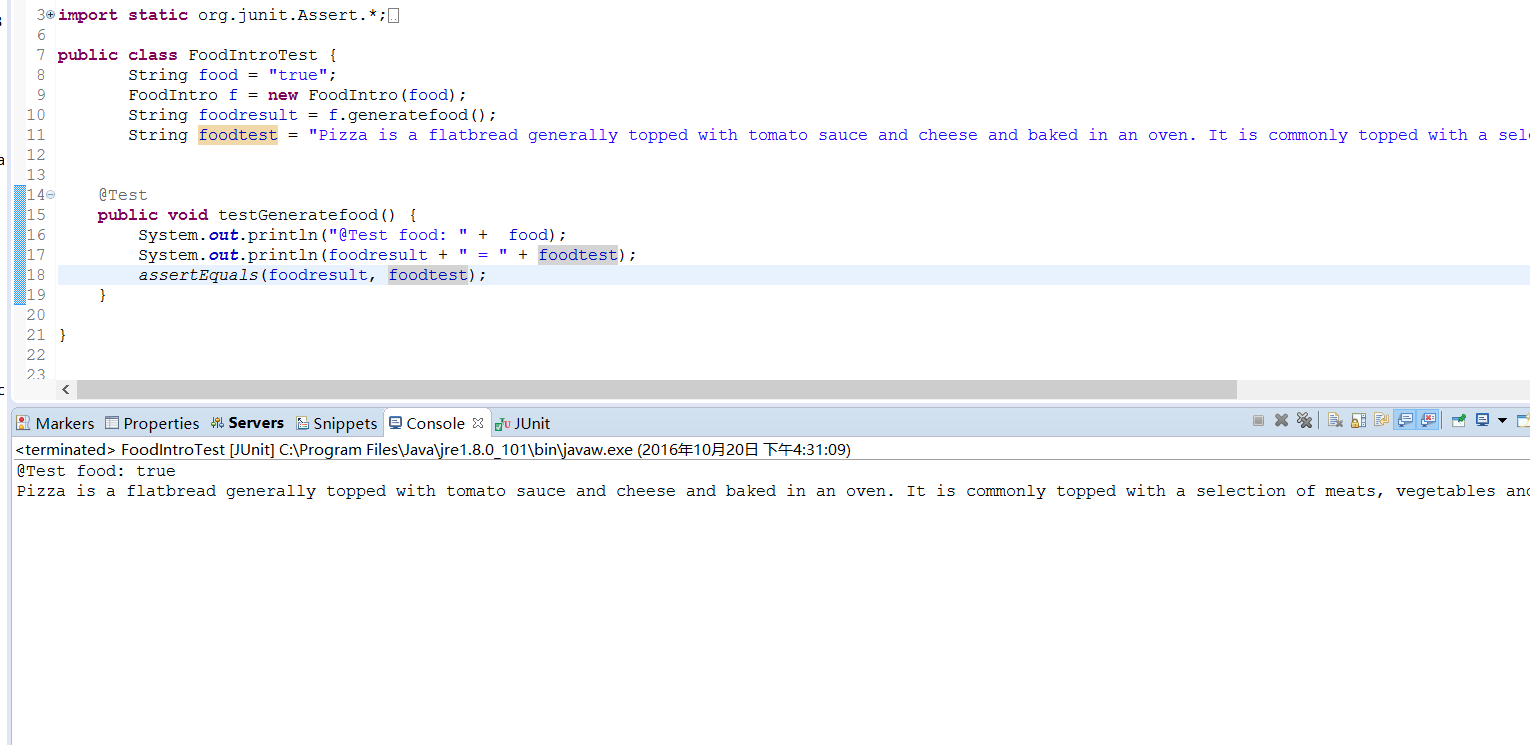 3 import static org.junit.Assert.*;
6
7 public class FoodIntroTest {
8 String food = "true";
9 FoodIntro f = new FoodIntro(food);
10 String foodresult = f.generatefood();
11 String foodtest = "Pizza is a flatbread generally topped with tomato sauce and cheese and baked in an oven. It is commonly topped with a sel
12
13
14 @Test
15 public void testGeneratefood() {
16 System.out.println("@Test food: " +  food);
17 System.out.println(foodresult + " = " + foodtest);
18 assertEquals(foodresult, foodtest);
19 }
20
21 }
22
23
Markers Properties Servers Snippets Console JUnit
<terminated> FoodIntroTest [JUnit] C:\Program Files\Java\jre1.8.0_101\bin\javaw.exe (2016年10月20日 下午4:31:09)
@Test food: true
Pizza is a flatbread generally topped with tomato sauce and cheese and baked in an oven. It is commonly topped with a selection of meats, vegetables and